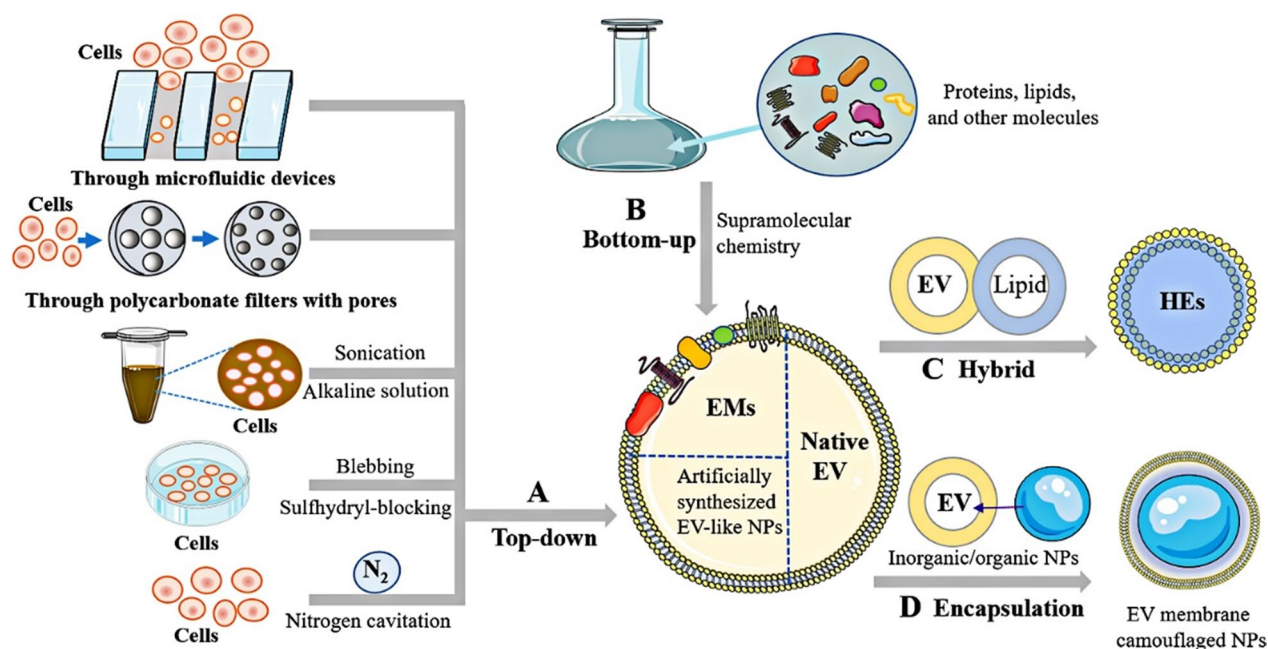 Cells
Through microfluidic devices
Cells
Through polycarbonate filters with pores
Sonication
Alkaline solution
Cells
Blebbing
Sulfhydryl-blocking
Cells
N2
Nitrogen cavitation
Cells
A
Top-down
Proteins, lipids,
and other molecules
B
Bottom-up
Supramolecular
chemistry
EMs
Native
EV
Artificially
synthesized
EV-like NPs
EV
Lipid
C Hybrid
HEs
EV
Inorganic/organic NPs
D Encapsulation
EV membrane
camouflaged NPs